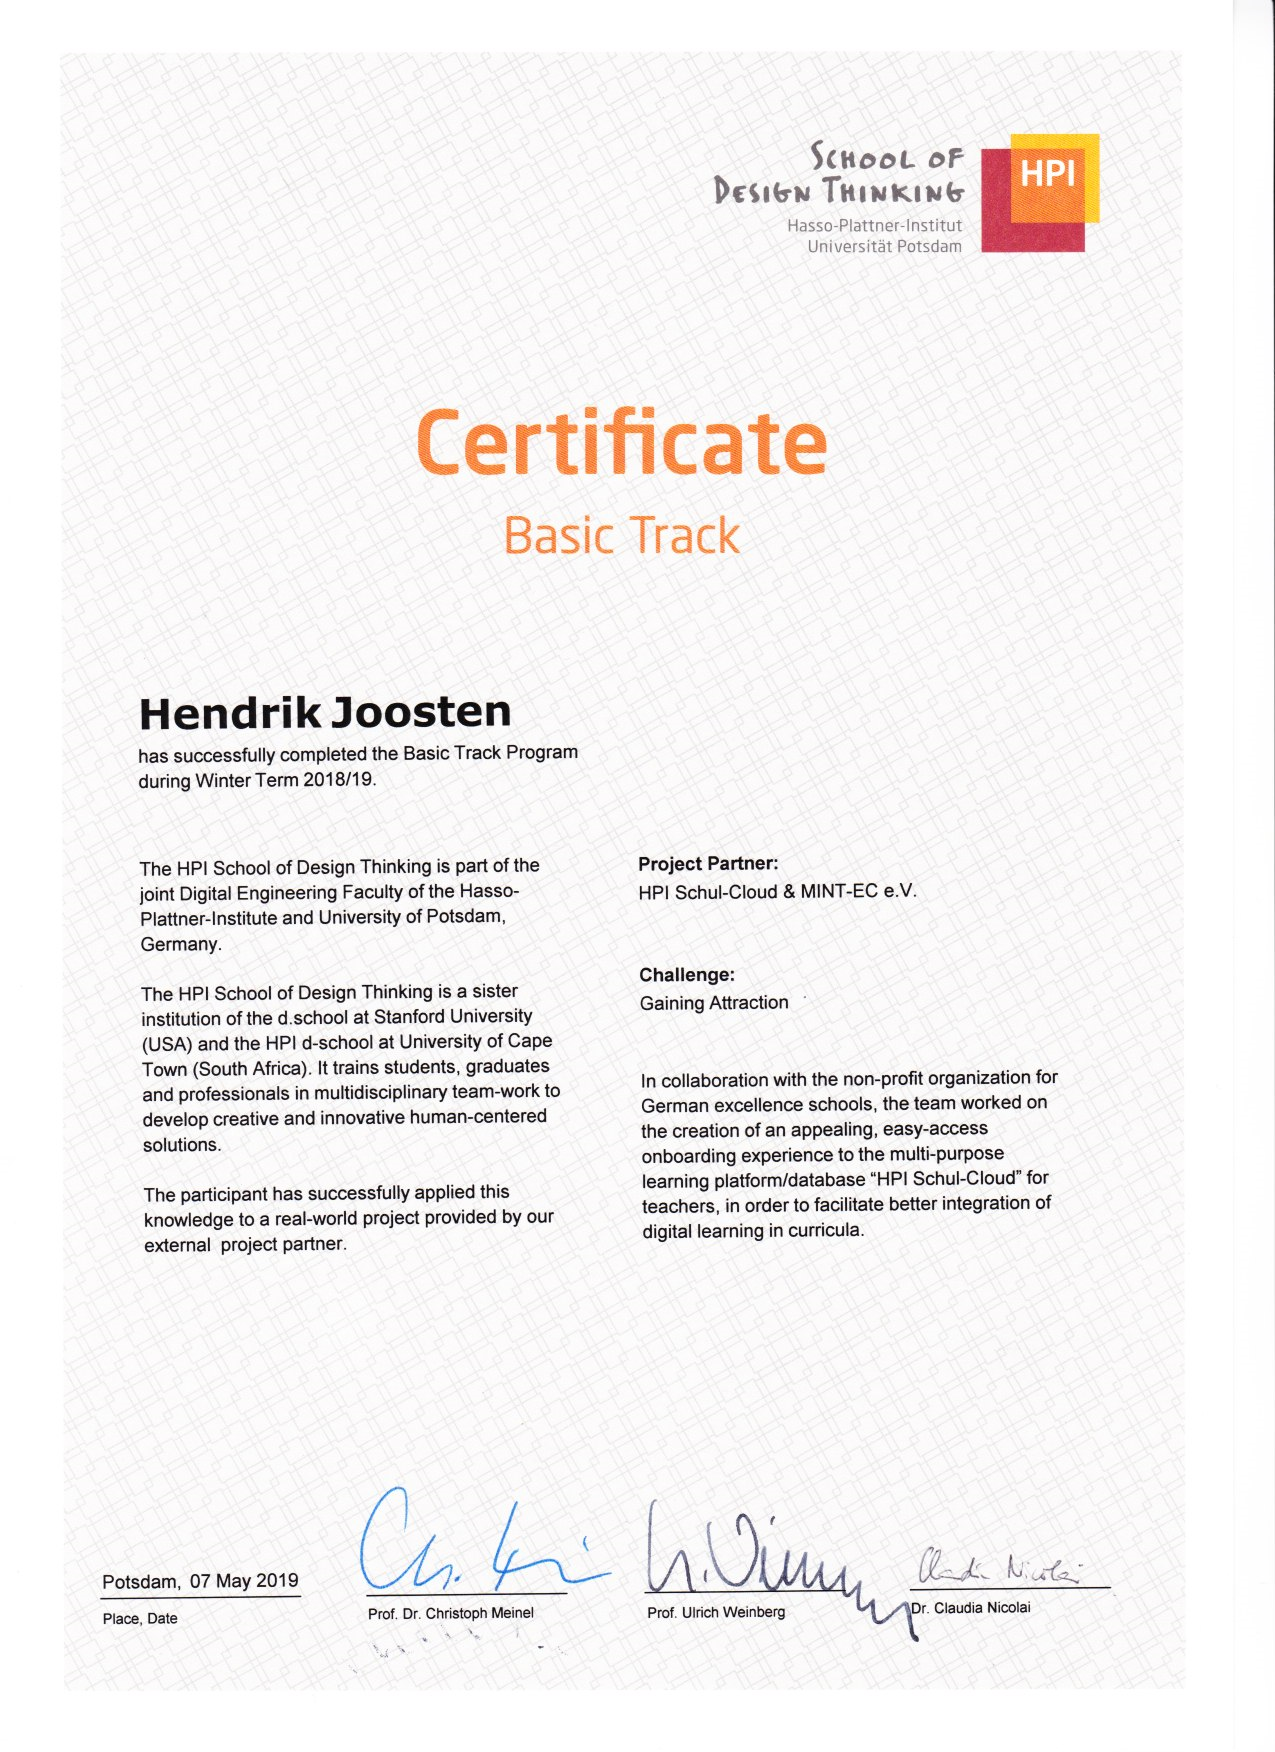 School of
Design Thinking
Hasso-Plattner-Institut
Universität Potsdam
HPI
Certificate
Basic Track
Hendrik Joosten
has successfully completed the Basic Track Program
during Winter Term 2018/19.
The HPI School of Design Thinking is part of the
joint Digital Engineering Faculty of the Hasso-
Plattner-Institute and University of Potsdam,
Germany.
The HPI School of Design Thinking is a sister
institution of the d.school at Stanford University
(USA) and the HPI d-school at University of Cape
Town (South Africa). It trains students, graduates
and professionals in multidisciplinary team-work to
develop creative and innovative human-centered
solutions.
The participant has successfully applied this
knowledge to a real-world project provided by our
external project partner.
Project Partner:
HPI Schul-Cloud & MINT-EC e.V.
Challenge:
Gaining Attraction
In collaboration with the non-profit organization for
German excellence schools, the team worked on
the creation of an appealing, easy-access
onboarding experience to the multi-purpose
learning platform/database “HPI Schul-Cloud” for
teachers, in order to facilitate better integration of
digital learning in curricula.
Potsdam, 07 May 2019
Place, Date
Prof. Dr. Christoph Meinel
Prof. Ulrich Weinberg
Claudia Nicolai
Dr. Claudia Nicolai